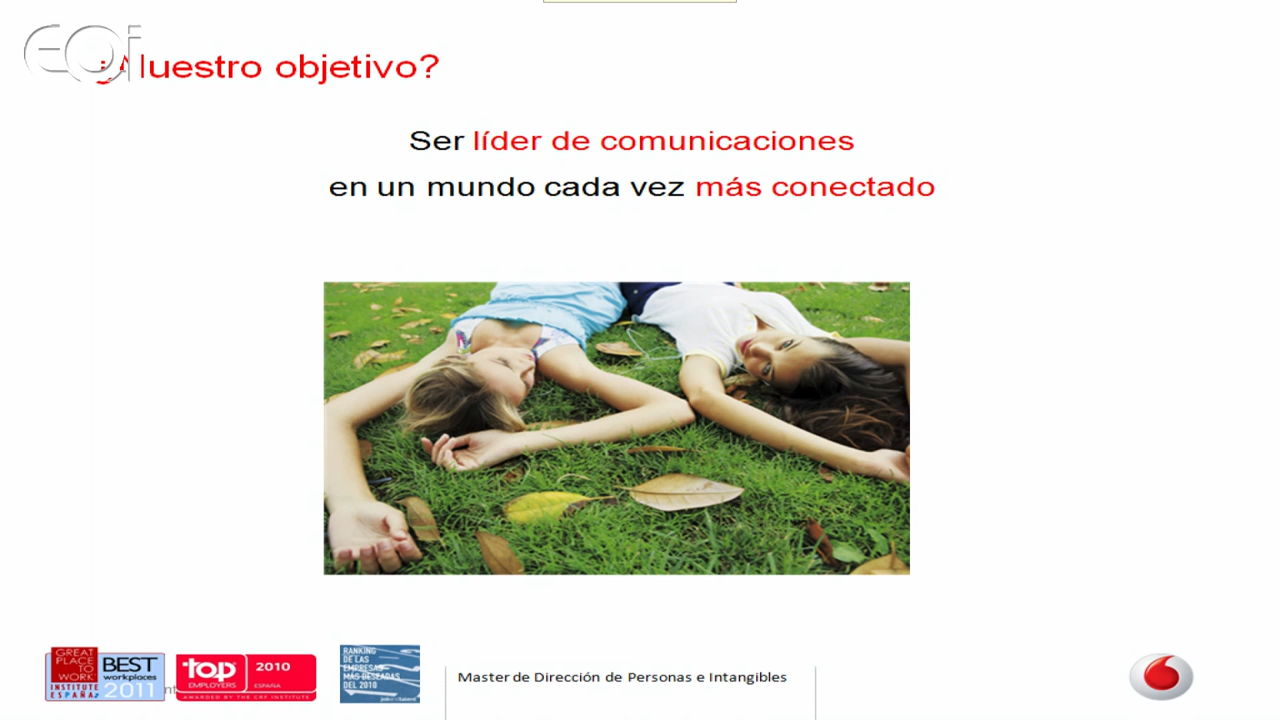 EOi
¿Nuestro objetivo?
Ser líder de comunicaciones
en un mundo cada vez más conectado
GREAT
PLACE
TO
WORK
INSTITUTE
ESPAÑA
BEST
workplaces
2011
top
EMPLOYERS
2010
ESPAÑA
AWARDED BY THE CRF INSTITUTE
RANKING
DE LAS
EMPRESAS
MÁS DESEADAS
DEL 2010
Master de Dirección de Personas e Intangibles